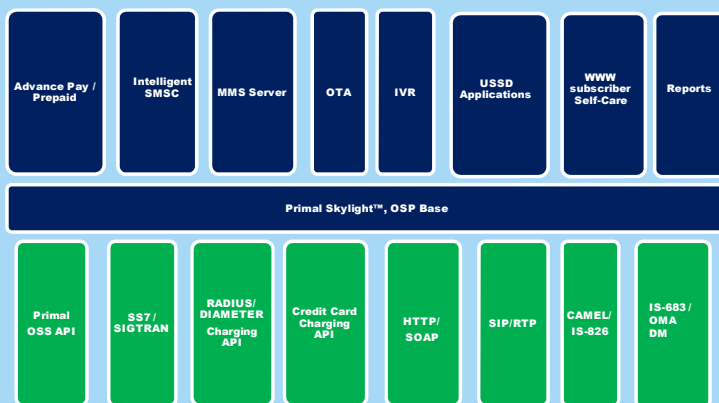 Advance Pay /
Prepaid
Intelligent
SMSC
MMS Server
OTA
IVR
USSD
Applications
WWW
subscriber
Self-Care
Reports
Primal Skylight™, OSP Base
Primal
OSS API
SS7 /
SIGTRAN
RADIUS/
DIAMETER
Charging
API
Credit Card
Charging
API
HTTP/
SOAP
SIP/RTP
CAMEL/
IS-826
IS-683 /
OMA
DM